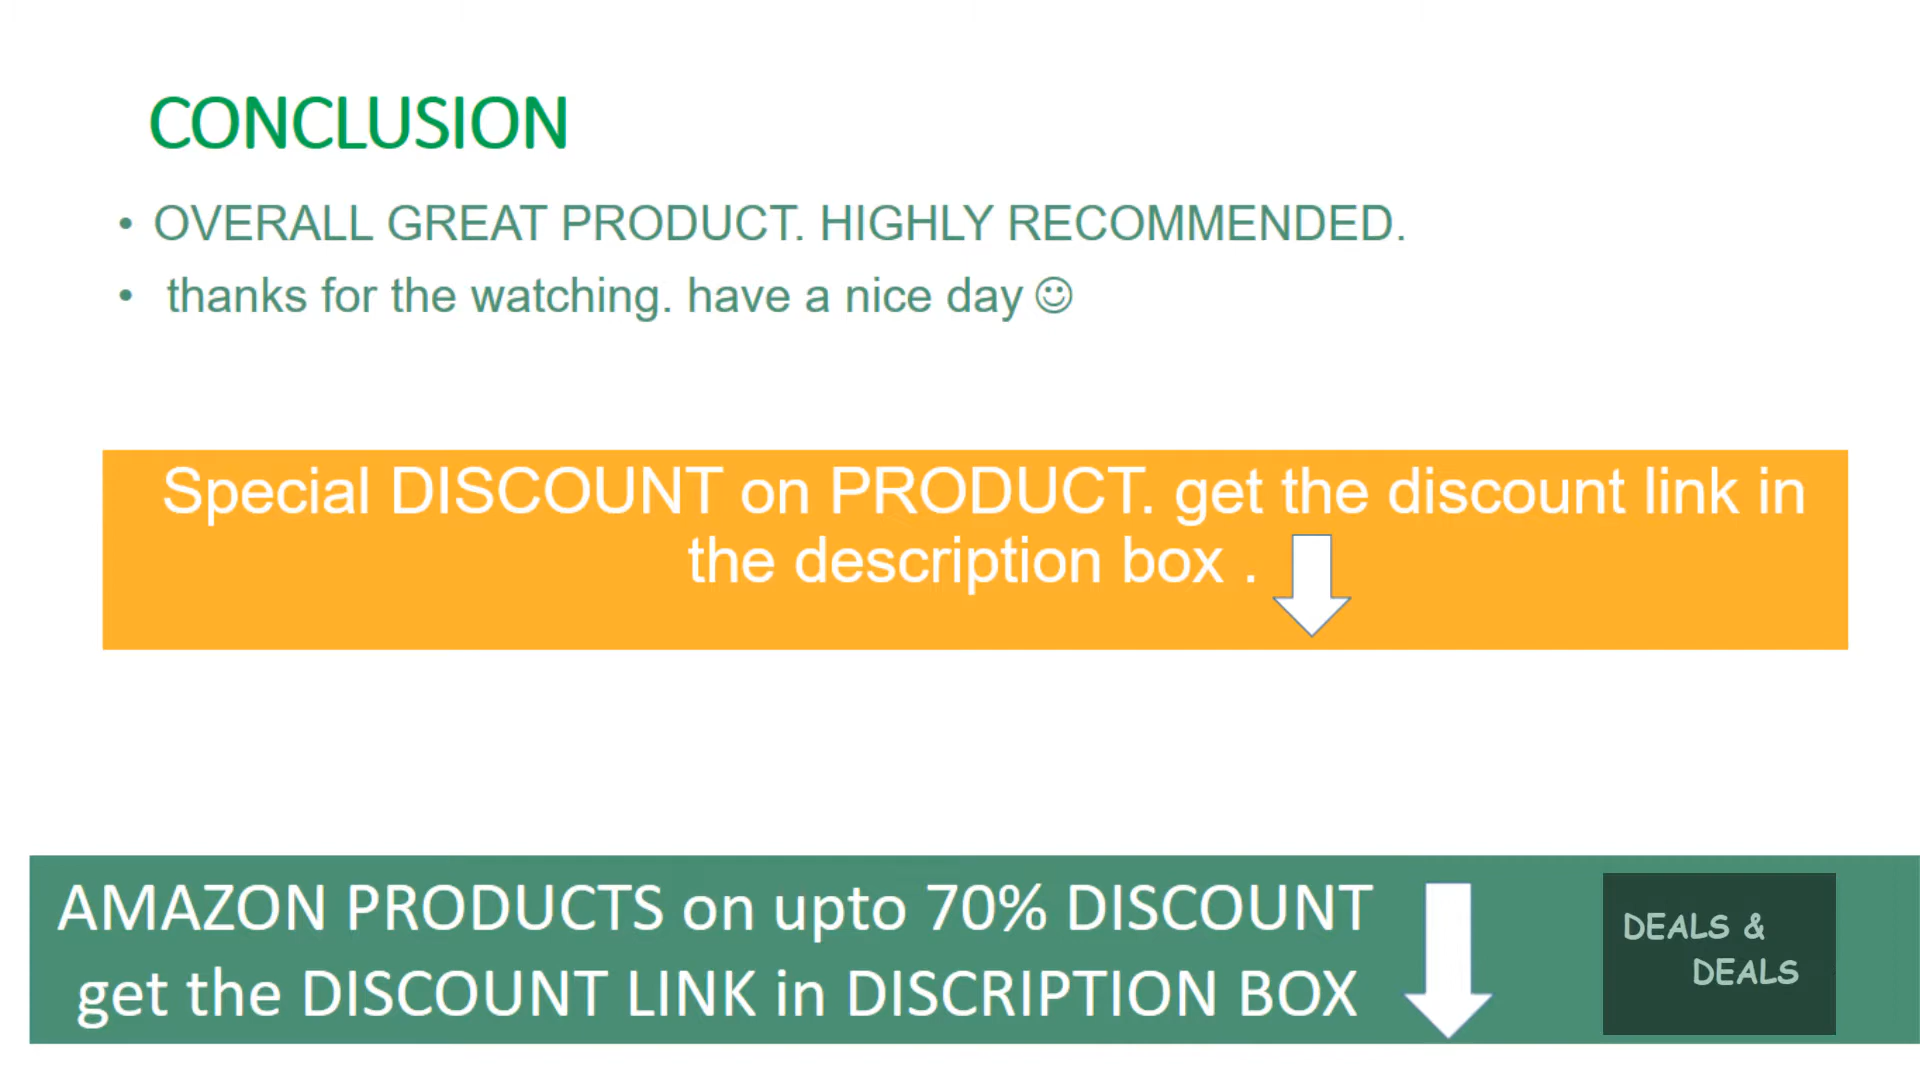 CONCLUSION
• OVERALL GREAT PRODUCT. HIGHLY RECOMMENDED.
• thanks for the watching. have a nice day ☺
Special DISCOUNT on PRODUCT. get the discount link in
the description box .
AMAZON PRODUCTS on upto 70% DISCOUNT
get the DISCOUNT LINK in DISCRIPTION BOX
DEALS &
DEALS